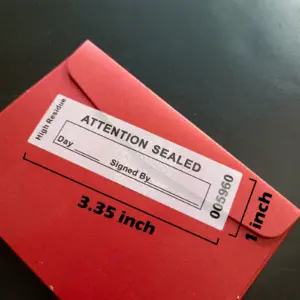 High Residue
ATTENTION SEALED
Day
Signed By
005960
3.35 inch
1 inch